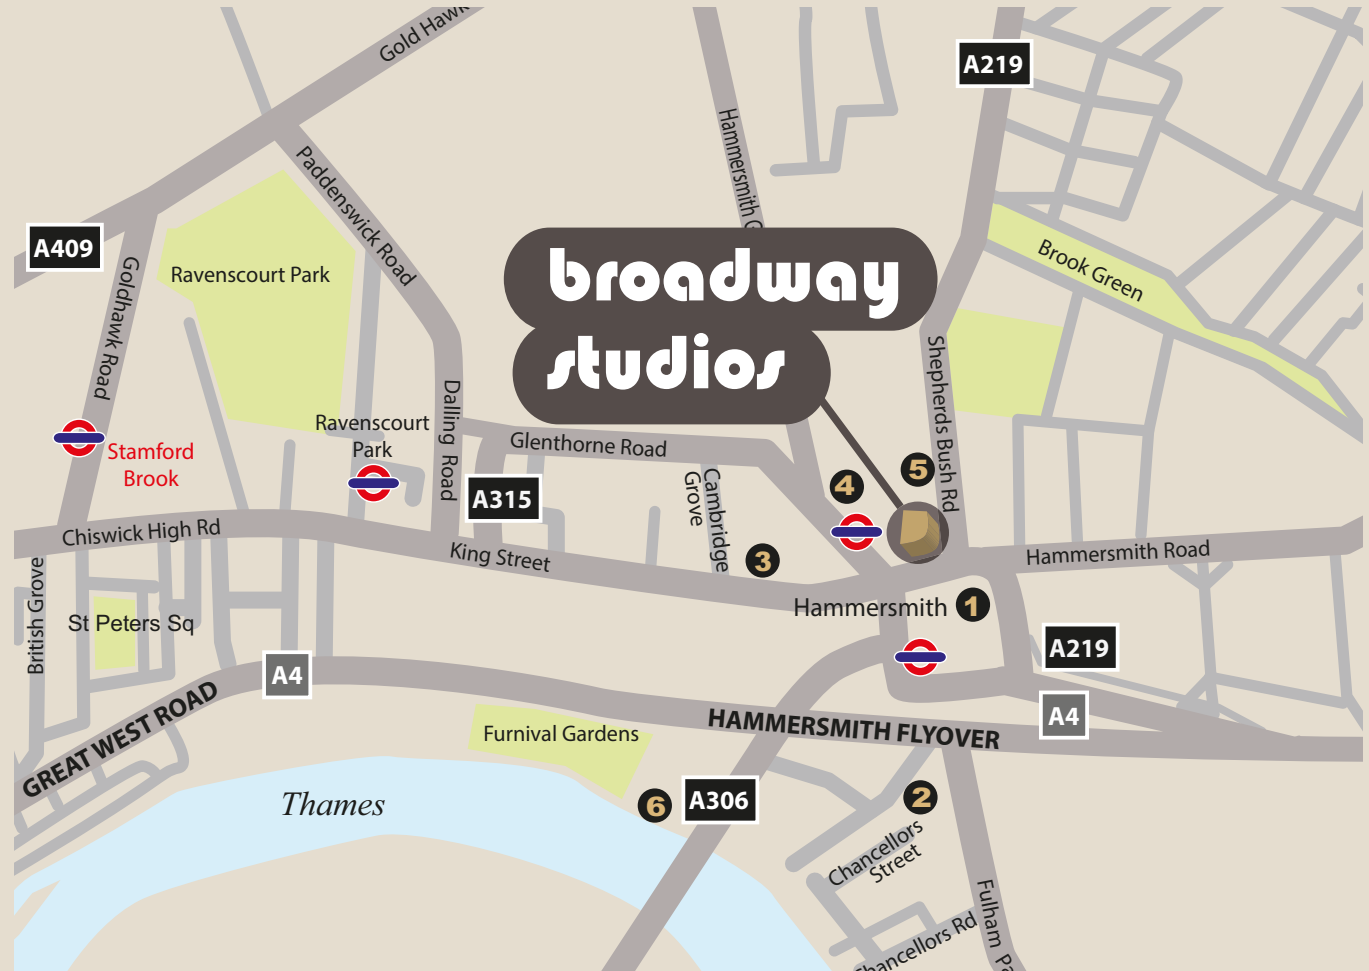 Gold Hawk
A219
Hammersmith G
Paddenswick Road
A409
Goldhawk Road
Ravenscourt Park
Brook Green
broadway
studios
Shepherds Bush Rd
Stamford
Brook
Ravenscourt
Park
Dalling Road
Glenthorne Road
A315
Cambridge
Grove
4
5
Chiswick High Rd
King Street
3
Hammersmith Road
British Grove
St Peters Sq
Hammersmith
1
A219
A4
A4
GREAT WEST ROAD
HAMMERSMITH FLYOVER
Furnival Gardens
Thames
6
A306
2
Chancellors
Street
Chancellors Rd
Fulham Pa